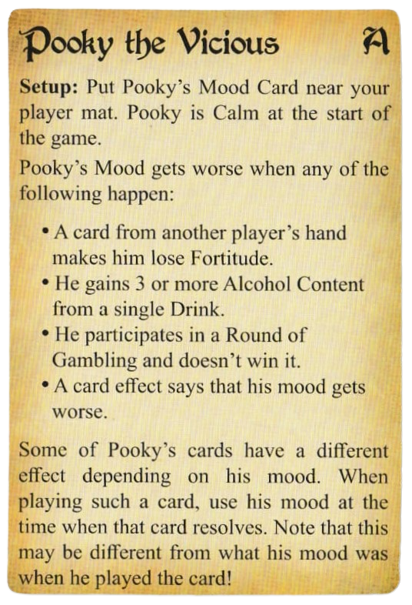 Pooky the Vicious A
Setup: Put Pooky's Mood Card near your
player mat. Pooky is Calm at the start of
the game.
Pooky's Mood gets worse when any of the
following happen:
• A card from another player's hand
makes him lose Fortitude.
• He gains 3 or more Alcohol Content
from a single Drink.
• He participates in a Round of
Gambling and doesn't win it.
• A card effect says that his mood gets
worse.
Some of Pooky's cards have a different
effect depending on his mood. When
playing such a card, use his mood at the
time when that card resolves. Note that this
may be different from what his mood was
when he played the card!